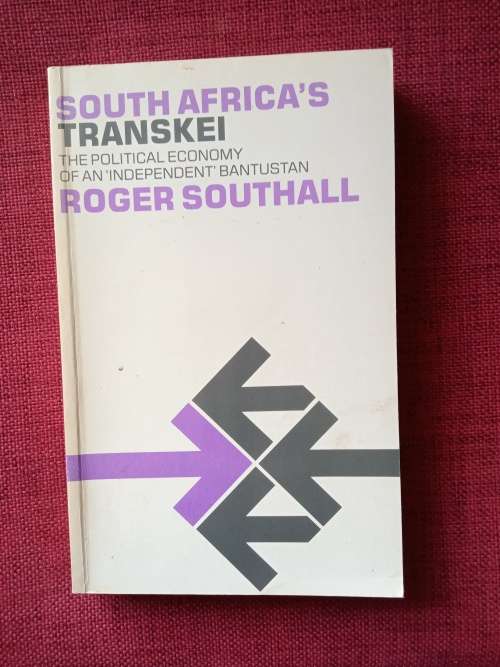 SOUTH AFRICA'S
TRANSKEI
THE POLITICAL ECONOMY
OF AN 'INDEPENDENT' BANTUSTAN
ROGER SOUTHALL